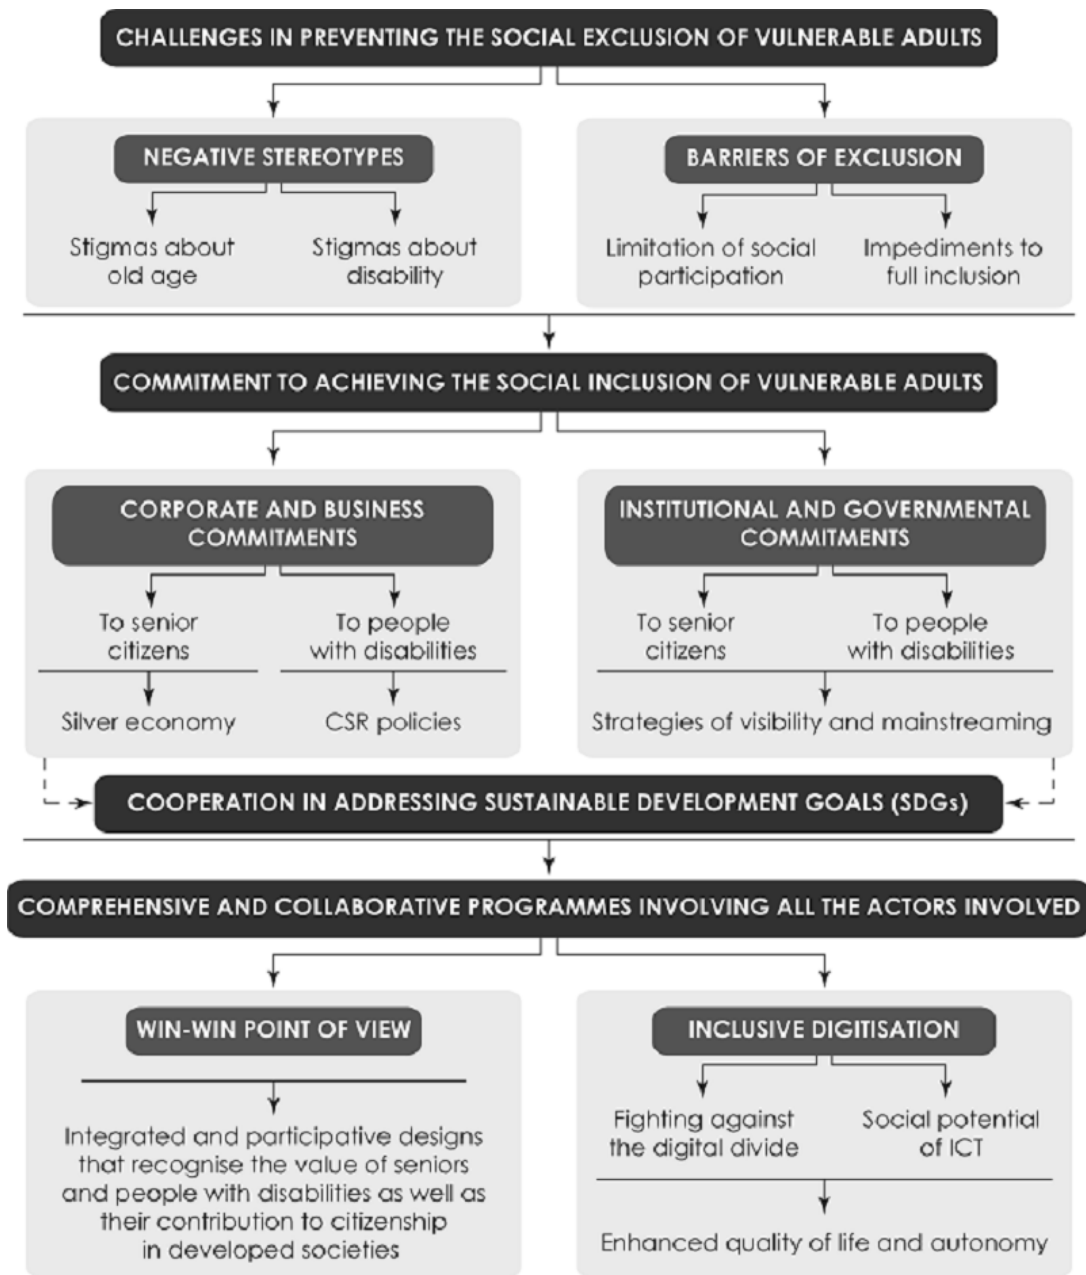 CHALLENGES IN PREVENTING THE SOCIAL EXCLUSION OF VULNERABLE ADULTS
NEGATIVE STEREOTYPES
Stigmas about
old age
Stigmas about
disability
BARRIERS OF EXCLUSION
Limitation of social
participation
Impediments to
full inclusion
COMMITMENT TO ACHIEVING THE SOCIAL INCLUSION OF VULNERABLE ADULTS
CORPORATE AND BUSINESS
COMMITMENTS
To senior
citizens
To people
with disabilities
Silver economy
CSR policies
INSTITUTIONAL AND GOVERNMENTAL
COMMITMENTS
To senior
citizens
To people
with disabilities
Strategies of visibility and mainstreaming
COOPERATION IN ADDRESSING SUSTAINABLE DEVELOPMENT GOALS (SDGs)
COMPREHENSIVE AND COLLABORATIVE PROGRAMMES INVOLVING ALL THE ACTORS INVOLVED
WIN-WIN POINT OF VIEW
Integrated and participative designs
that recognise the value of seniors
and people with disabilities as well as
their contribution to citizenship
in developed societies
INCLUSIVE DIGITISATION
Fighting against
the digital divide
Social potential
of ICT
Enhanced quality of life and autonomy